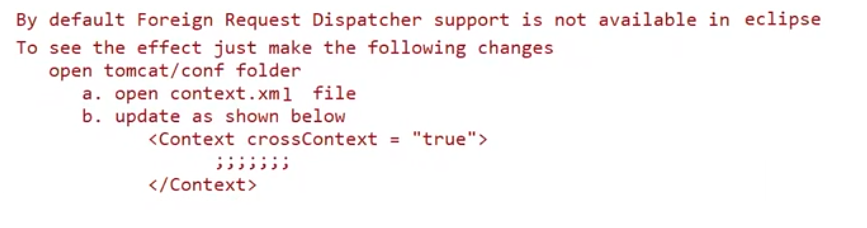 By default Foreign Request Dispatcher support is not available in eclipse
To see the effect just make the following changes
open tomcat/conf folder
a. open context.xml file
b. update as shown below
<Context crossContext = "true">
;;;;;;;
</Context>